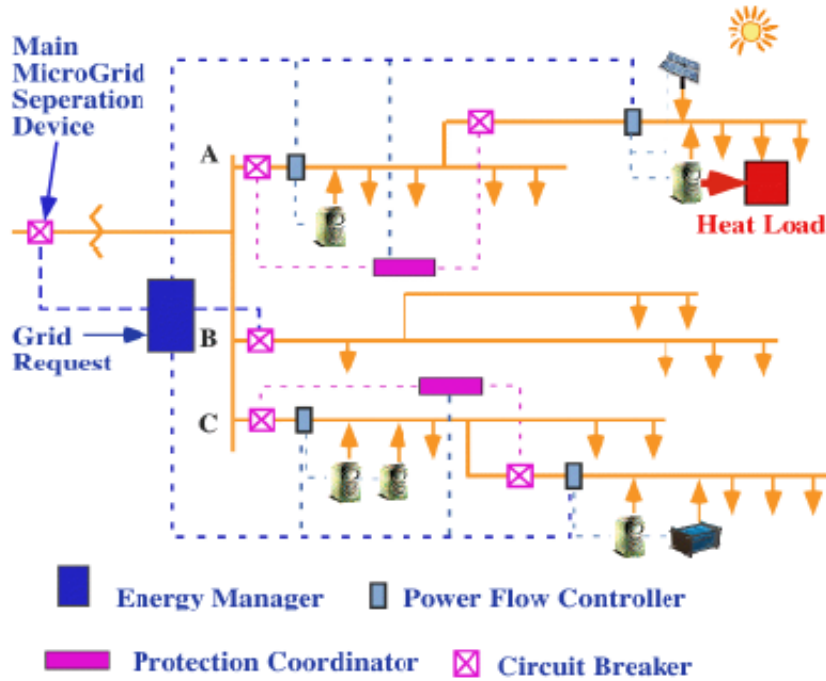 Main
MicroGrid
Seperation
Device
A
Heat Load
Grid
Request
B
C
Energy Manager
Power Flow Controller
Protection Coordinator
Circuit Breaker